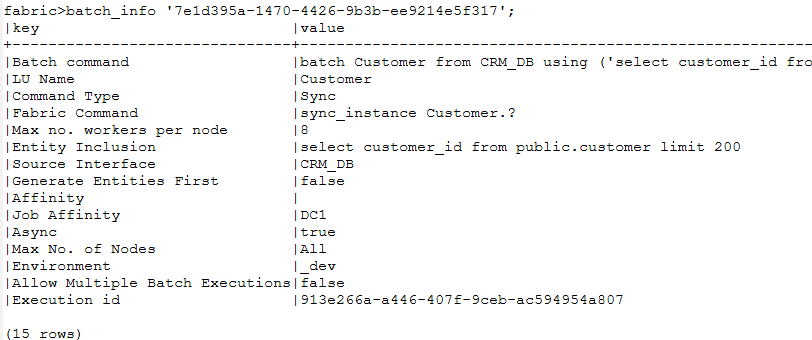 fabric>batch_info '7e1d395a-1470-4426-9b3b-ee9214e5f317';
|key                            |value
+-------------------------------+------------------------------------------------------
|Batch command                  |batch Customer from CRM_DB using ('select customer_id fro
|LU Name                        |Customer
|Command Type                   |Sync
|Fabric Command                 |sync_instance Customer.?
|Max no. workers per node       |8
|Entity Inclusion               |select customer_id from public.customer limit 200
|Source Interface               |CRM_DB
|Generate Entities First        |false
|Affinity                       |
|Job Affinity                   |DC1
|Async                          |true
|Max No. of Nodes               |All
|Environment                    |_dev
|Allow Multiple Batch Executions|false
|Execution id                   |913e266a-a446-407f-9ceb-ac594954a807
(15 rows)